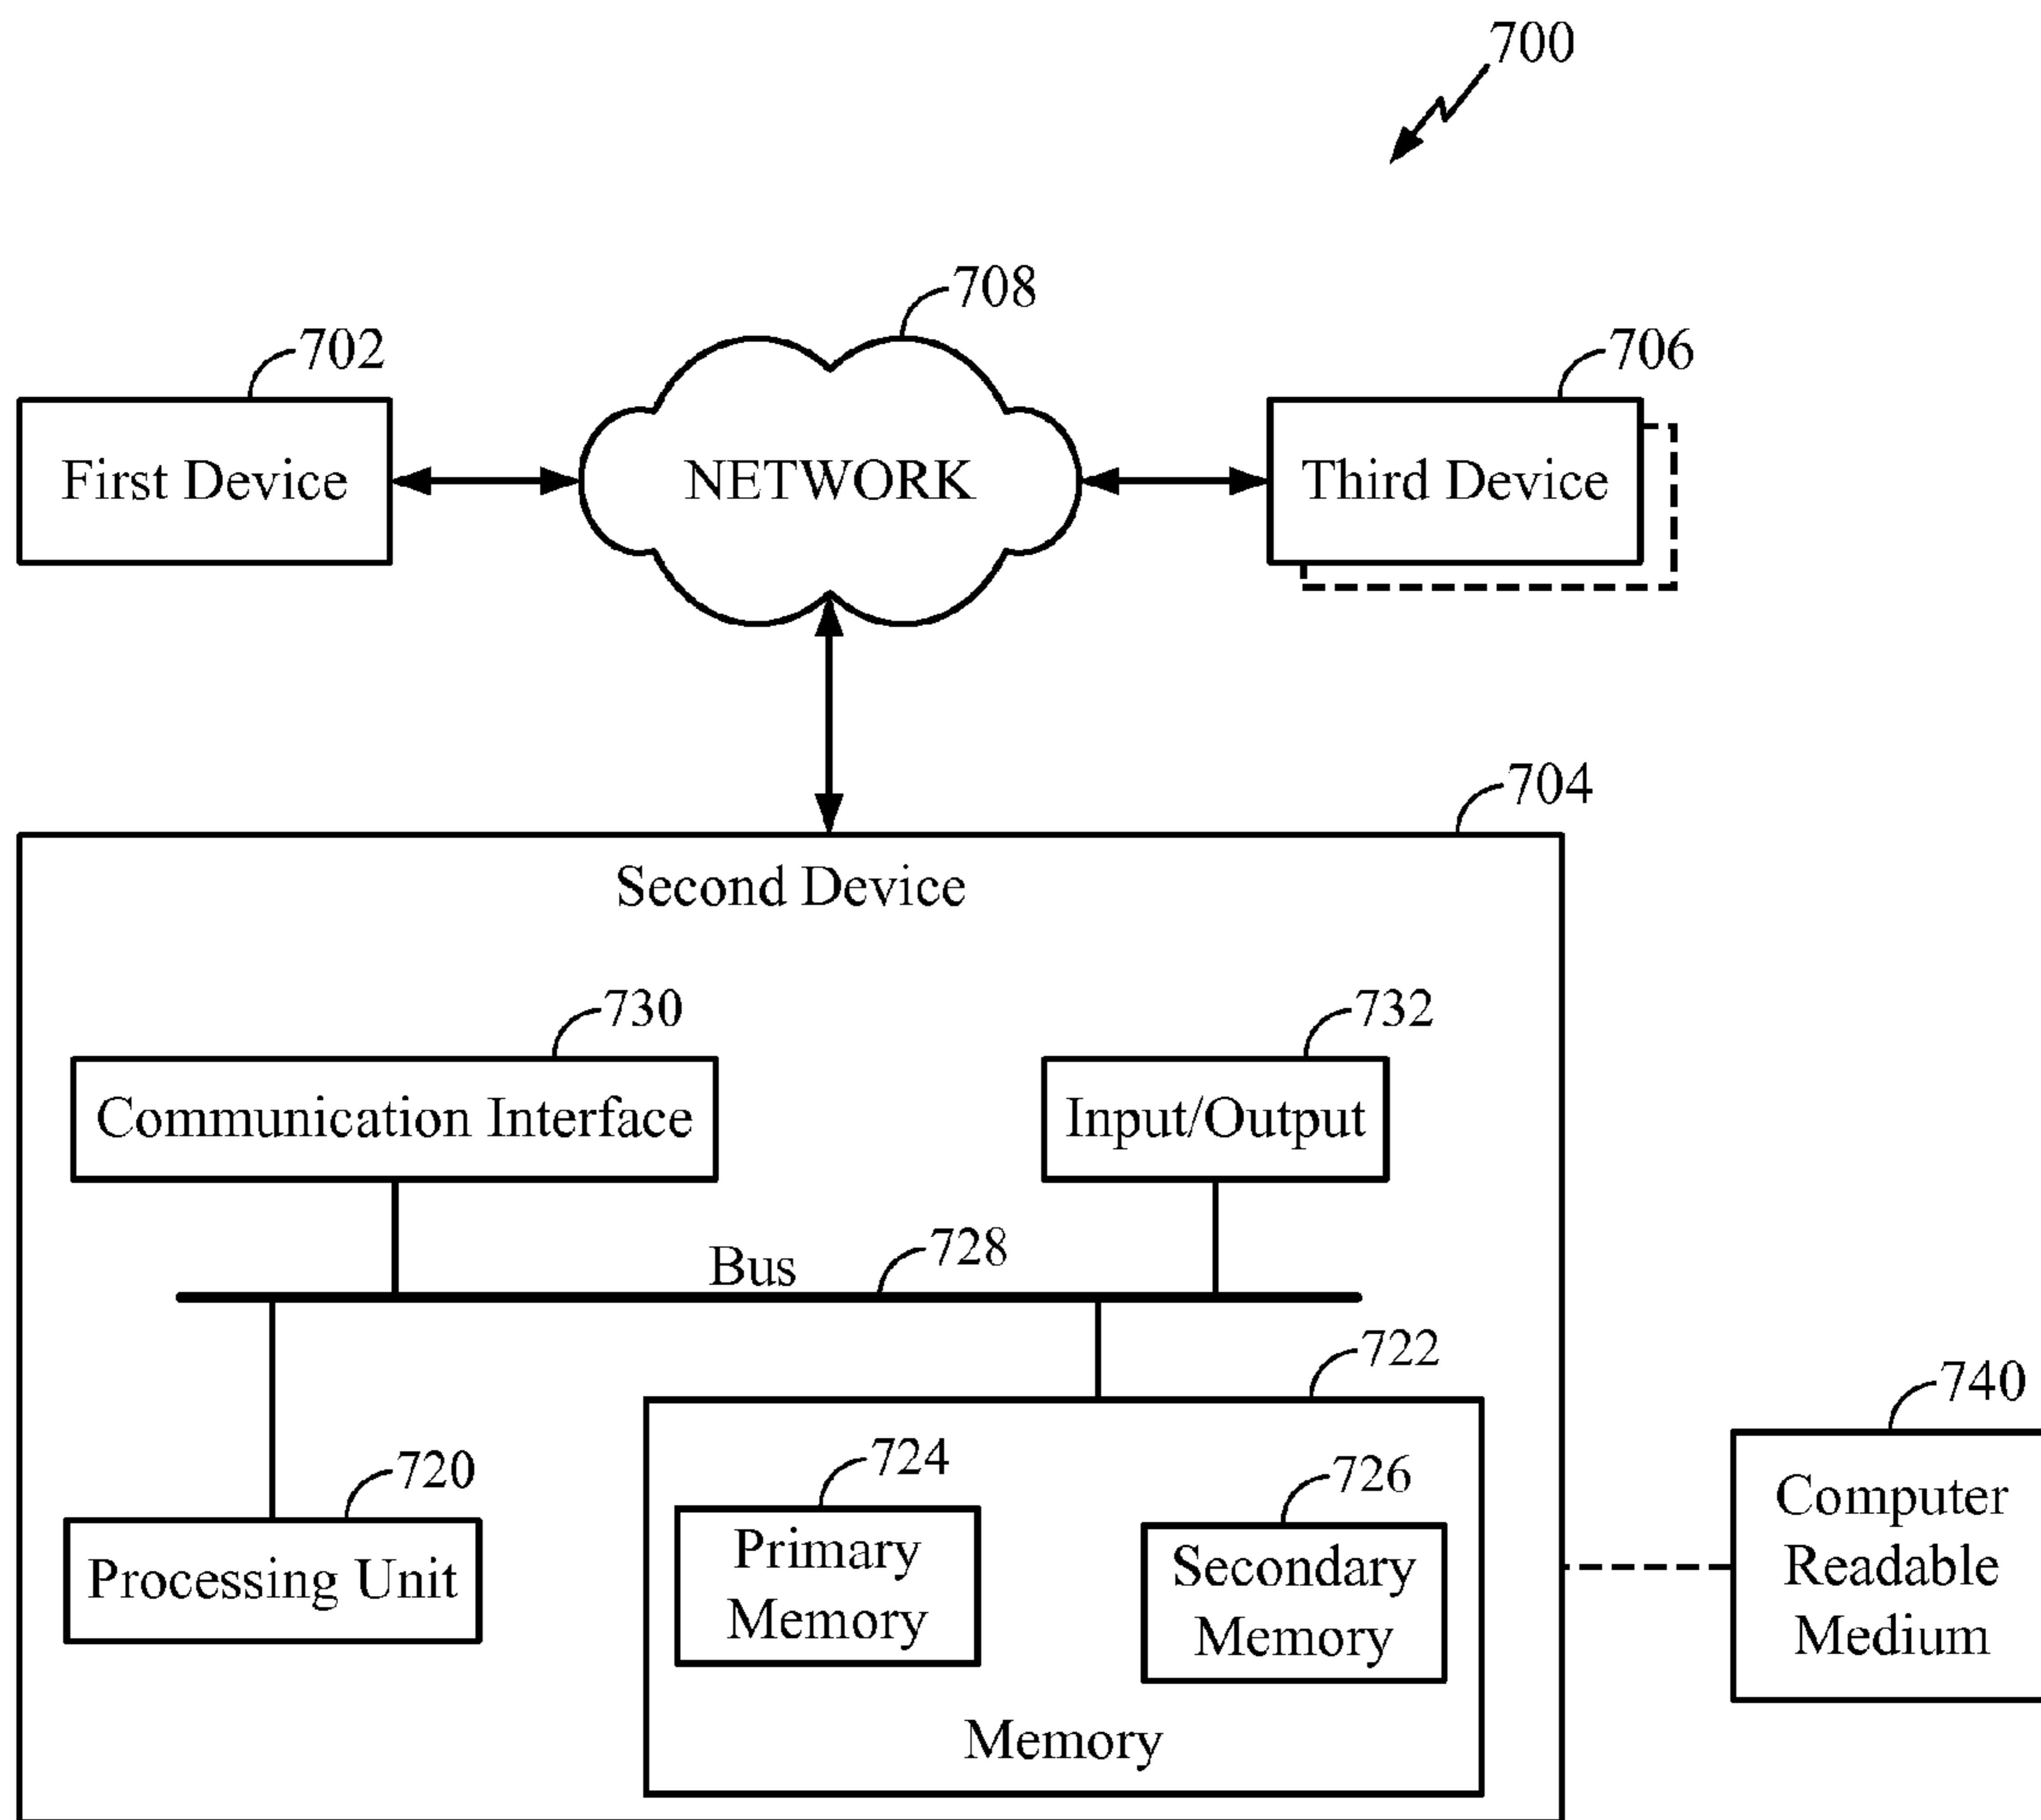 700
708
702
706
First Device
NETWORK
Third Device
704
Second Device
730
732
Communication Interface
Input/Output
Bus
728
722
740
724
726
720
Primary
Memory
Secondary
Memory
Processing Unit
Computer
Readable
Medium
Memory